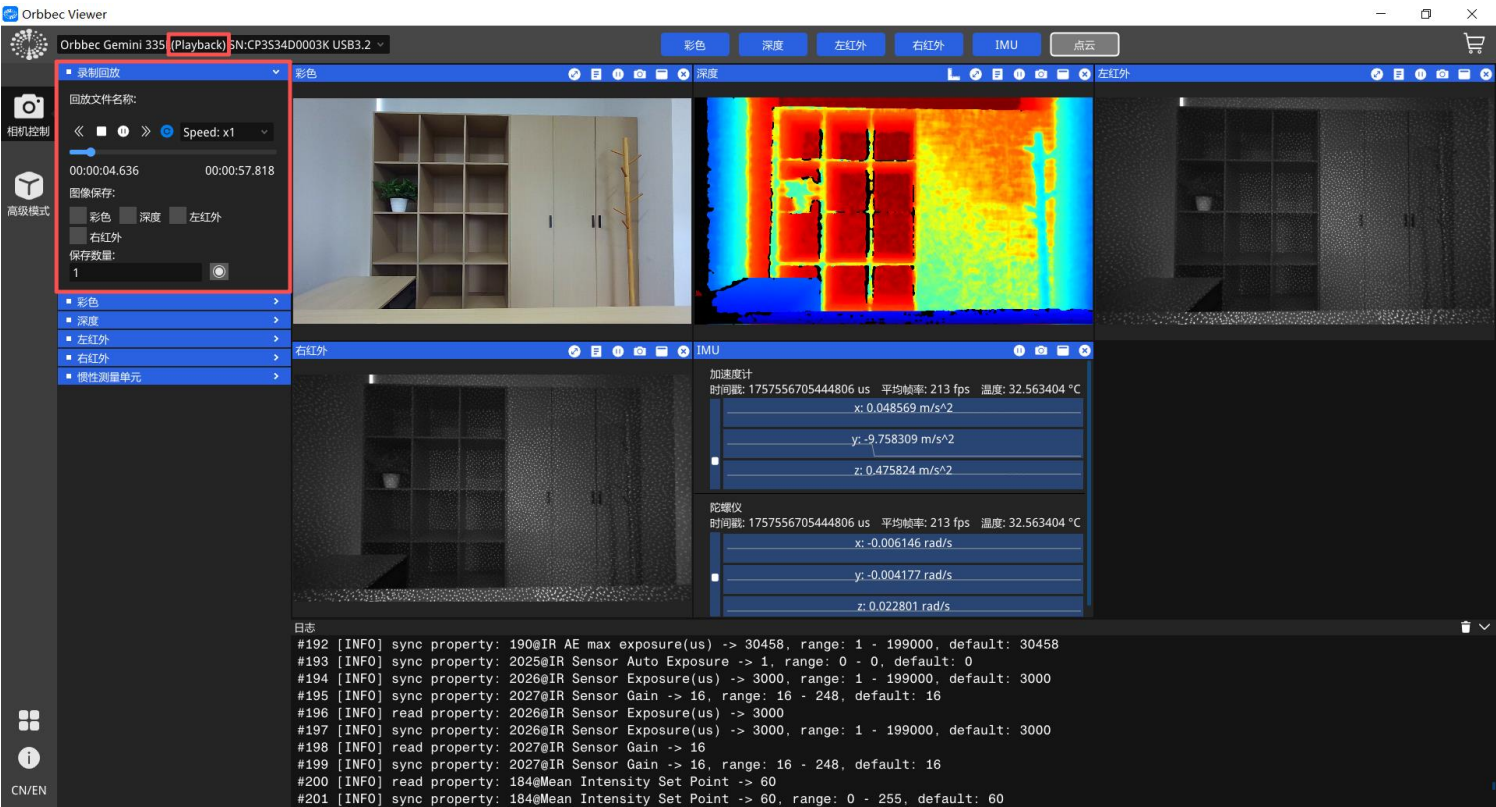 Orbbec Viewer
Orbbec Gemini 335 (Playback) SN:CP3S34D0003K USB3.2
彩色
深度
左红外
右红外
IMU
点云
相机控制
高级模式
CN/EN
录制回放
回放文件名称:
Speed: x1
00:00:04.636
00:00:57.818
图像保存:
彩色 深度 左红外
右红外
保存数量:
1
彩色
深度
左红外
右红外
惯性测量单元
彩色
深度
左红外
右红外
IMU
加速度计
时间戳: 1757556705444806 us 平均帧率: 213 fps 温度: 32.563404 °C
x: 0.048569 m/s^2
y: -9.758309 m/s^2
z: 0.475824 m/s^2
陀螺仪
时间戳: 1757556705444806 us 平均帧率: 213 fps 温度: 32.563404 °C
x: -0.006146 rad/s
y: -0.004177 rad/s
z: 0.022801 rad/s
日志
#192 [INFO] sync property: 190@IR AE max exposure(us) -> 30458, range: 1 - 199000, default: 30458
#193 [INFO] sync property: 2025@IR Sensor Auto Exposure -> 1, range: 0 - 0, default: 0
#194 [INFO] sync property: 2026@IR Sensor Exposure(us) -> 3000, range: 1 - 199000, default: 3000
#195 [INFO] sync property: 2027@IR Sensor Gain -> 16, range: 16 - 248, default: 16
#196 [INFO] read property: 2026@IR Sensor Exposure(us) -> 3000
#197 [INFO] sync property: 2026@IR Sensor Exposure(us) -> 3000, range: 1 - 199000, default: 3000
#198 [INFO] read property: 2027@IR Sensor Gain -> 16
#199 [INFO] sync property: 2027@IR Sensor Gain -> 16, range: 16 - 248, default: 16
#200 [INFO] read property: 184@Mean Intensity Set Point -> 60
#201 [INFO] sync property: 184@Mean Intensity Set Point -> 60, range: 0 - 255, default: 60